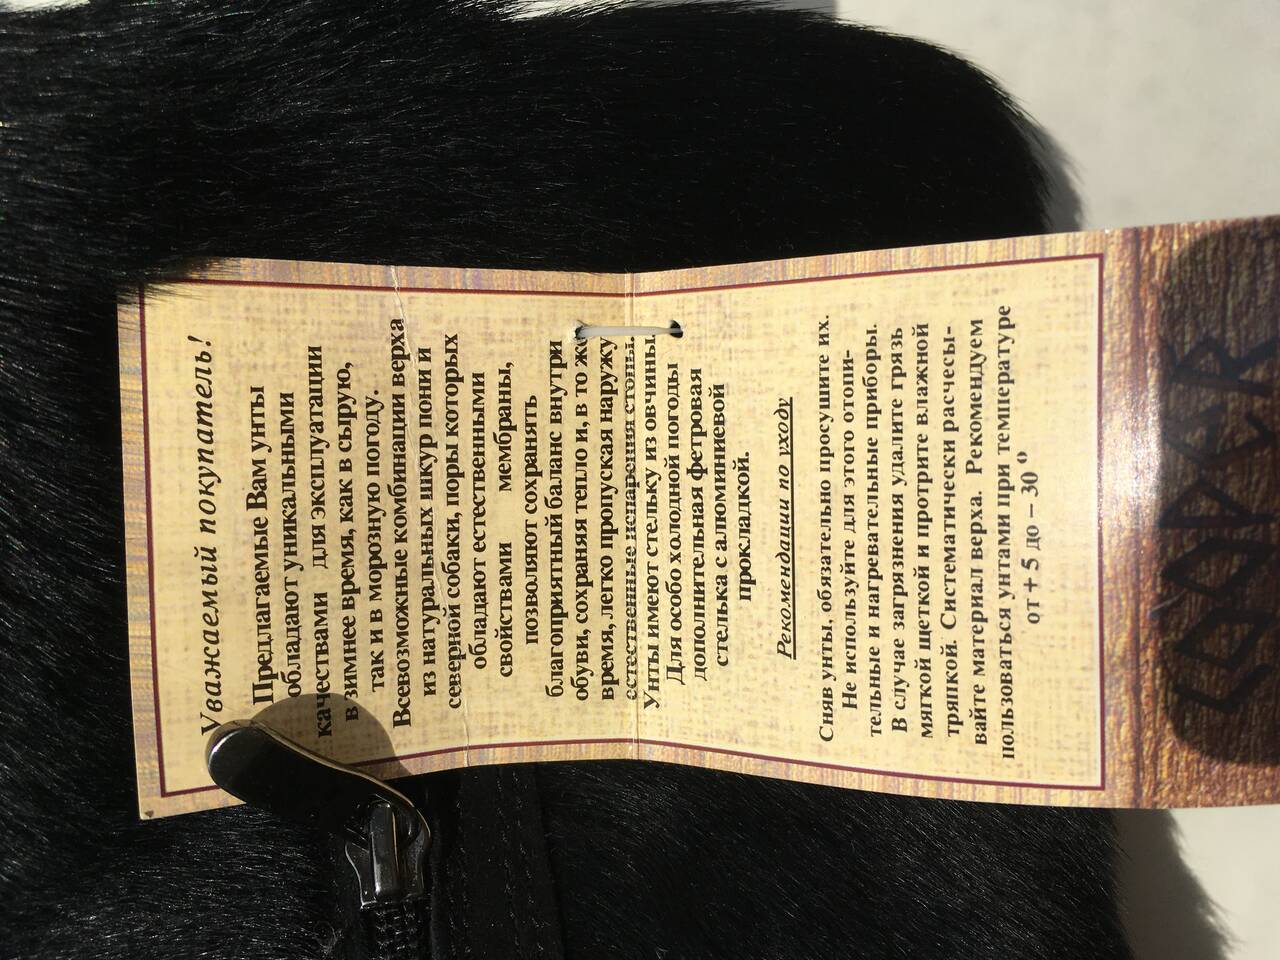 Уважаемый покупатель!
Предлагаемые Вам унты
обладают уникальными
качествами для эксплуатации
в зимнее время, как в сырую,
так и в морозную погоду.
Всевозможные комбинации верха
из натуральных шкур пони и
северной собаки, поры которых
обладают естественными
свойствами мембраны,
позволяют сохранять
благоприятный баланс внутри
обуви, сохраняя тепло и, в то же
время, легко пропуская наружу
естественные испарения стопы.
Унты имеют стельку из овчины.
Для особо холодной погоды
дополнительная фетровая
стелька с алюминиевой
прокладкой.
Рекомендации по уходу
Сняв унты, обязательно просушите их.
Не используйте для этого отопи-
тельные и нагревательные приборы.
В случае загрязнения удалите грязь
мягкой щеткой и протрите влажной
тряпкой. Систематически расчесы-
вайте материал верха. Рекомендуем
пользоваться унтами при температуре
от + 5 до – 30 °